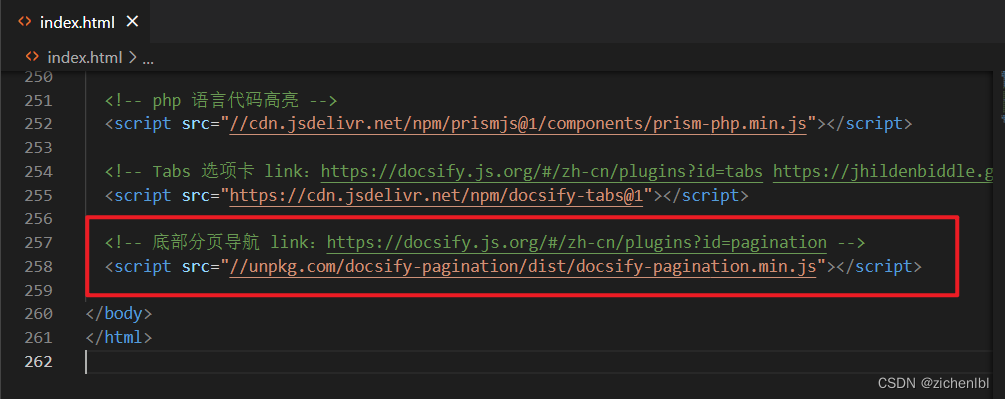 index.html
index.html > ...
250
251 <!-- php 语言代码高亮 -->
252 <script src="//cdn.jsdelivr.net/npm/prismjs@1/components/prism-php.min.js"></script>
253
254 <!-- Tabs 选项卡 link：https://docsify.js.org/#/zh-cn/plugins?id=tabs https://jhildenbiddle.g
255 <script src="https://cdn.jsdelivr.net/npm/docsify-tabs@1"></script>
256
257 <!-- 底部分页导航 link：https://docsify.js.org/#/zh-cn/plugins?id=pagination -->
258 <script src="//unpkg.com/docsify-pagination/dist/docsify-pagination.min.js"></script>
259
260 </body>
261 </html>
262
CSDN @zichenlbl